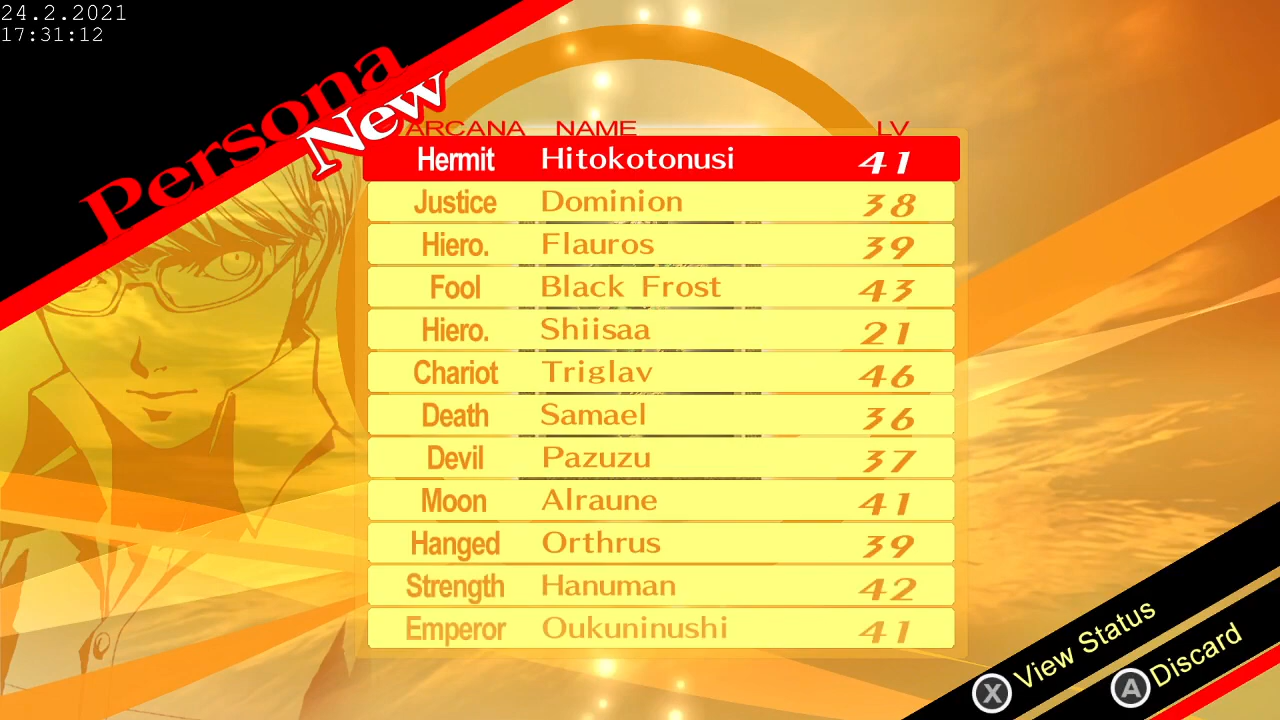 24.2.2021
17:31:12
Persona
New
ARCANA NAME LV
Hermit Hitokotonusi 41
Justice Dominion 38
Hiero. Flauros 39
Fool Black Frost 43
Hiero. Shiisaa 21
Chariot Triglav 46
Death Samael 36
Devil Pazuzu 37
Moon Alraune 41
Hanged Orthrus 39
Strength Hanuman 42
Emperor Oukuninushi 41
X View Status
A Discard